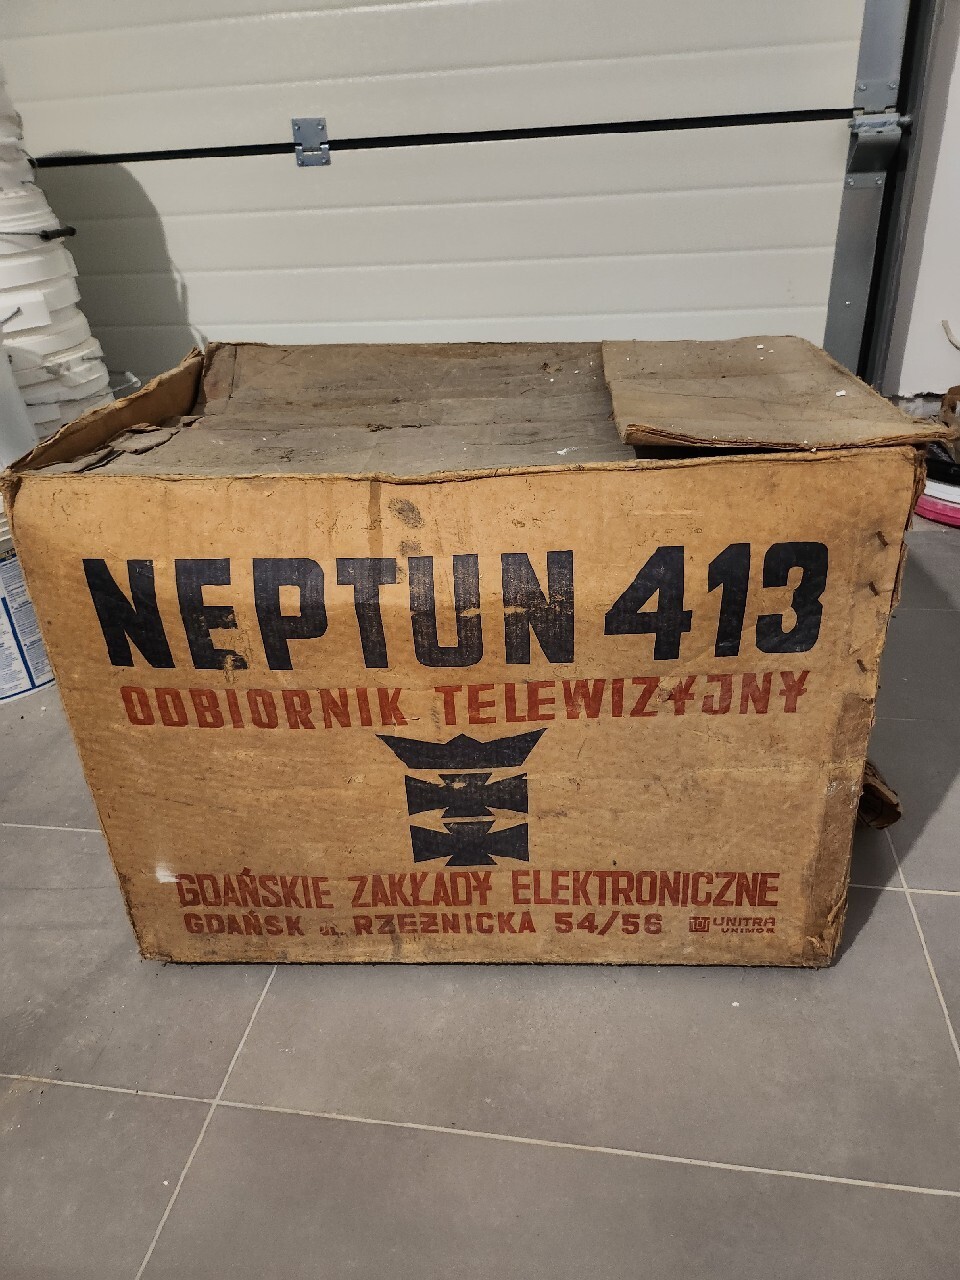 NEPTUN 413
ODBIORNIK TELEWIZYJNY
GDAŃSKIE ZAKŁADY ELEKTRONICZNE
GDAŃSK ul. RZEŹNICKA 54/56
UNITRA
UNIMOR